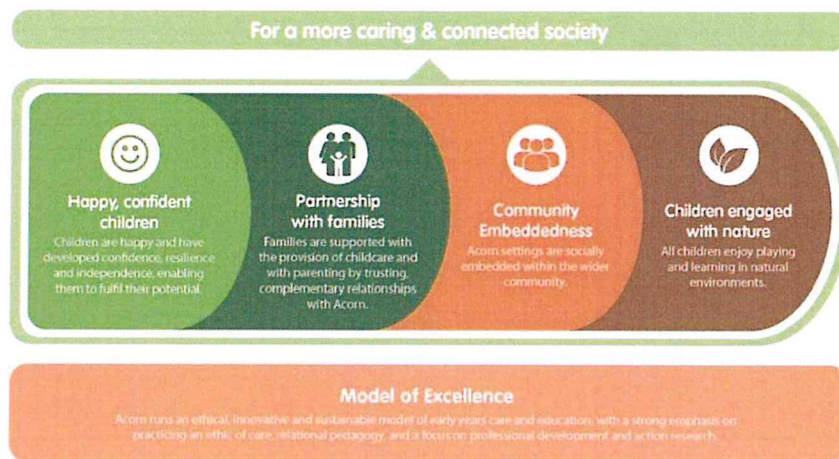 For a more caring & connected society
Happy, confident
children
Children are happy and have
developed confidence, resilience
and independence, enabling
them to fulfil their potential.
Partnership
with families
Families are supported with
the provision of childcare and
with parenting by trusting,
complementary relationships
with Acorn.
Community
Embeddedness
Acorn settings are socially
embedded within the wider
community.
Children engaged
with nature
All children enjoy playing
and learning in natural
environments.
Model of Excellence
Acorn runs an ethical, innovative and sustainable model of early years care and education, with a strong emphasis on
practicing an ethic of care, relational pedagogy, and a focus on professional development and action research.